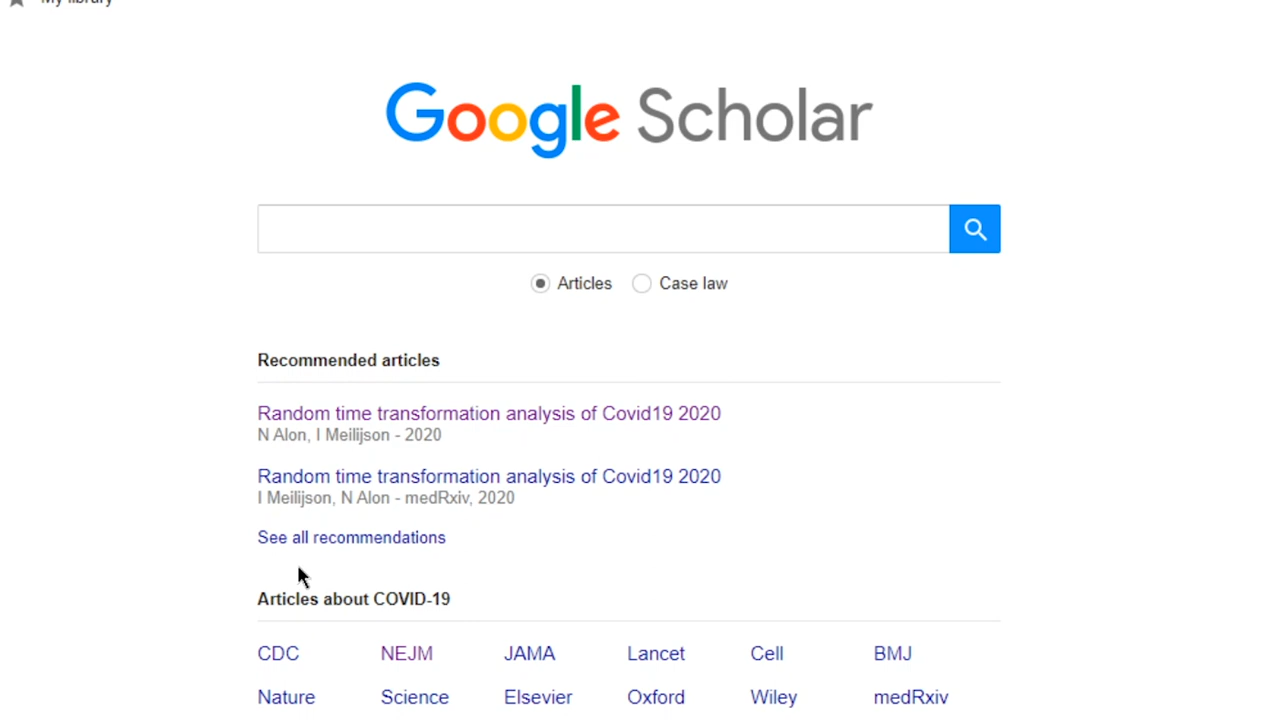 My library
Google Scholar
Articles Case law
Recommended articles
Random time transformation analysis of Covid19 2020
N Alon, I Meilijson - 2020
Random time transformation analysis of Covid19 2020
I Meilijson, N Alon - medRxiv, 2020
See all recommendations
Articles about COVID-19
CDC NEJM JAMA Lancet Cell BMJ
Nature Science Elsevier Oxford Wiley medRxiv